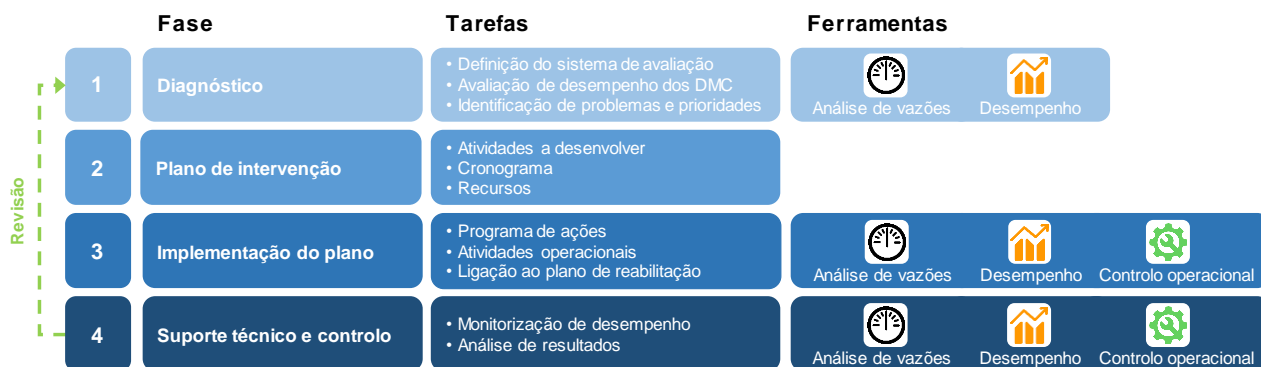 Fase
Tarefas
Ferramentas
Revisão
1
Diagnóstico
• Definição do sistema de avaliação
• Avaliação de desempenho dos DMC
• Identificação de problemas e prioridades
Análise de vazões
Desempenho
2
Plano de intervenção
• Atividades a desenvolver
• Cronograma
• Recursos
3
Implementação do plano
• Programa de ações
• Atividades operacionais
• Ligação ao plano de reabilitação
Análise de vazões
Desempenho
Controlo operacional
4
Suporte técnico e controlo
• Monitorização de desempenho
• Análise de resultados
Análise de vazões
Desempenho
Controlo operacional